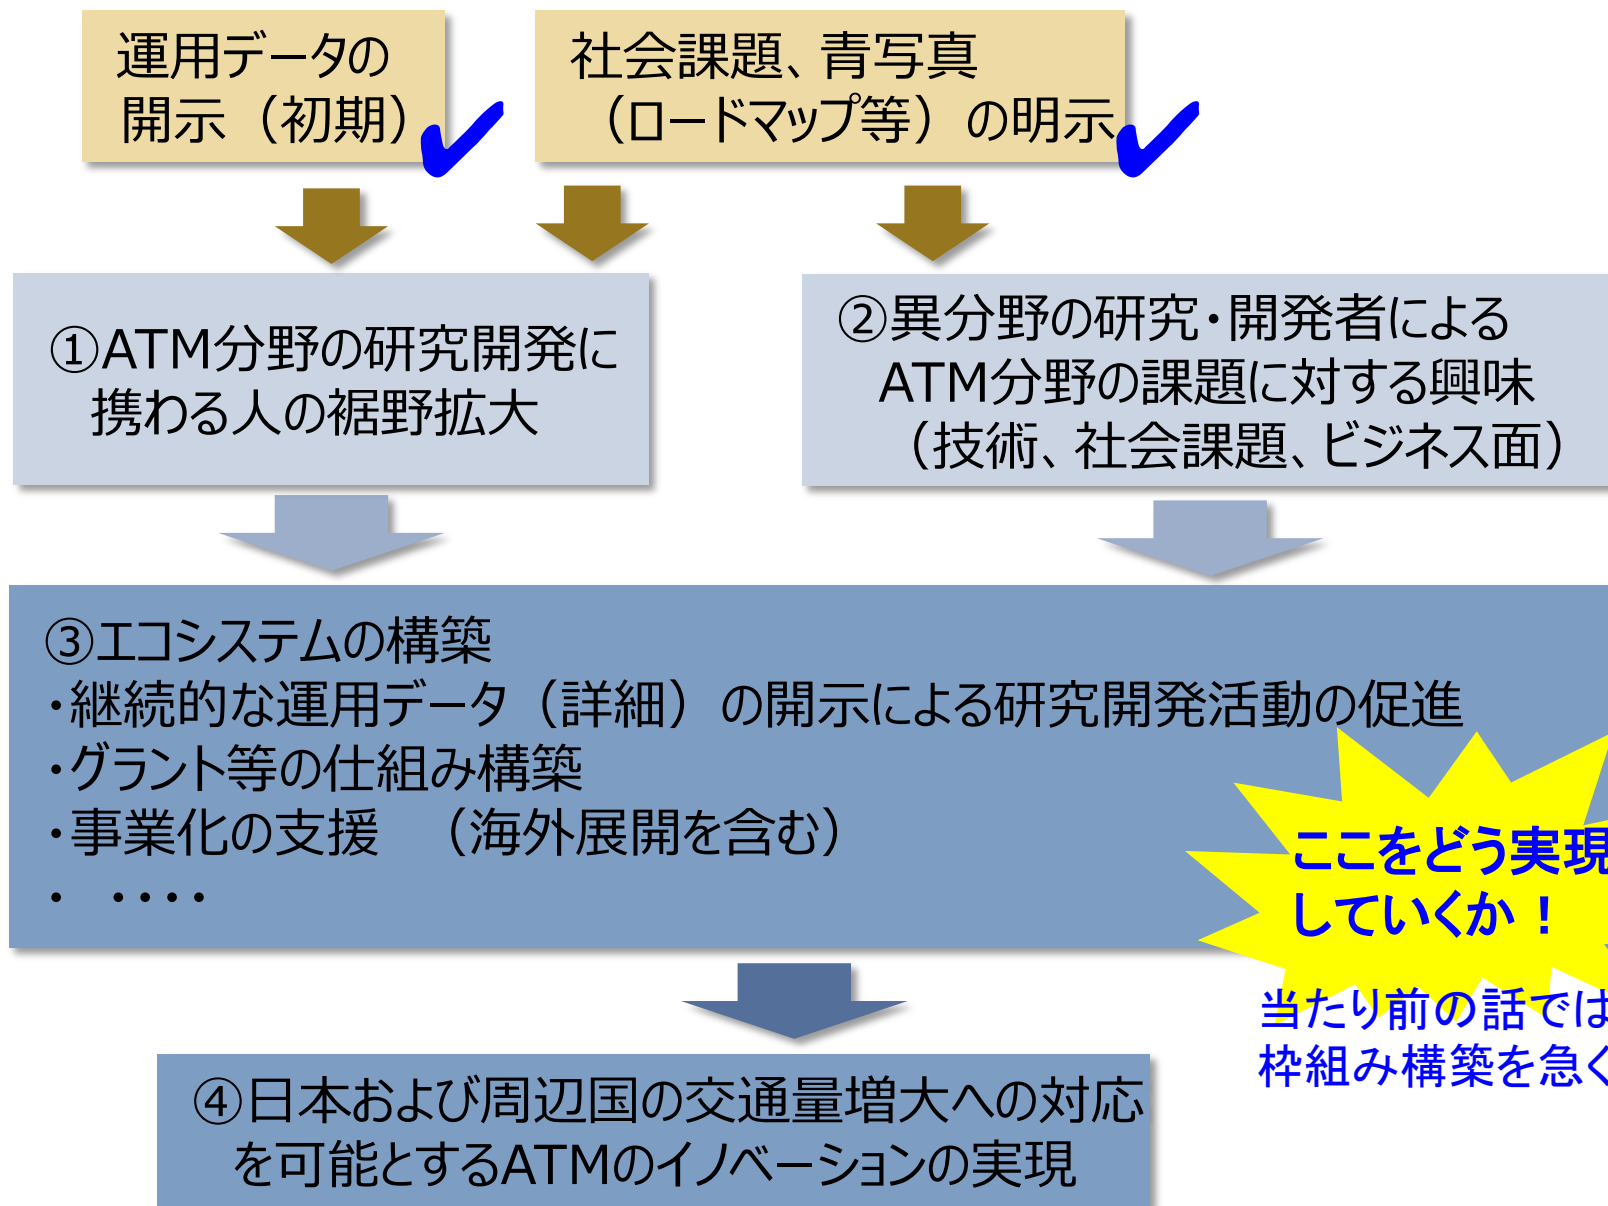 運用データの
開示（初期）
社会課題、青写真
（ロードマップ等）の明示
①ATM分野の研究開発に
携わる人の裾野拡大
②異分野の研究・開発者による
ATM分野の課題に対する興味
（技術、社会課題、ビジネス面）
③エコシステムの構築
・継続的な運用データ（詳細）の開示による研究開発活動の促進
・グラント等の仕組み構築
・事業化の支援　（海外展開を含む）
・　・・・・
ここをどう実現
していくか！
当たり前の話では
枠組み構築を急く
④日本および周辺国の交通量増大への対応
を可能とするATMのイノベーションの実現